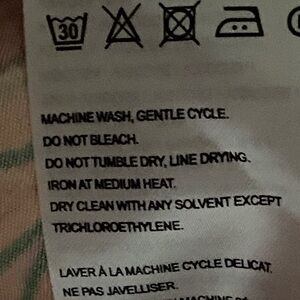 30
MACHINE WASH, GENTLE CYCLE.
DO NOT BLEACH.
DO NOT TUMBLE DRY, LINE DRYING.
IRON AT MEDIUM HEAT.
DRY CLEAN WITH ANY SOLVENT EXCEPT
TRICHLOROETHYLENE.
LAVER À LA MACHINE CYCLE DELICAT.
NE PAS JAVELLISER.